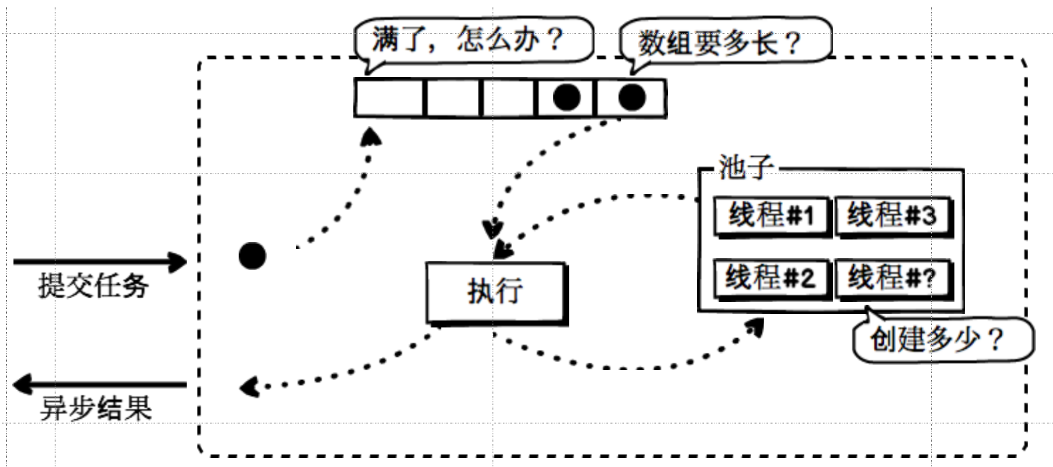 满了，怎么办？
数组要多长？
池子
线程#1
线程#3
线程#2
线程#?
提交任务
执行
创建多少？
异步结果